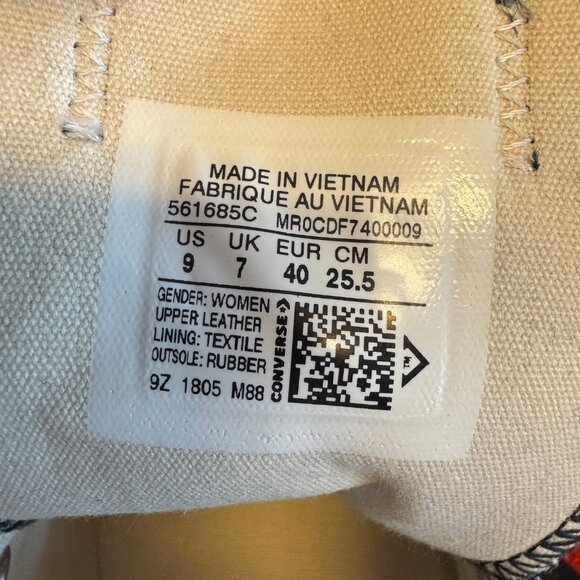 MADE IN VIETNAM
FABRIQUE AU VIETNAM
561685C MR0CDF7400009
US UK EUR CM
9 7 40 25.5
GENDER: WOMEN
UPPER LEATHER
LINING: TEXTILE
OUTSOLE: RUBBER
CONVERSE
9Z 1805 M88